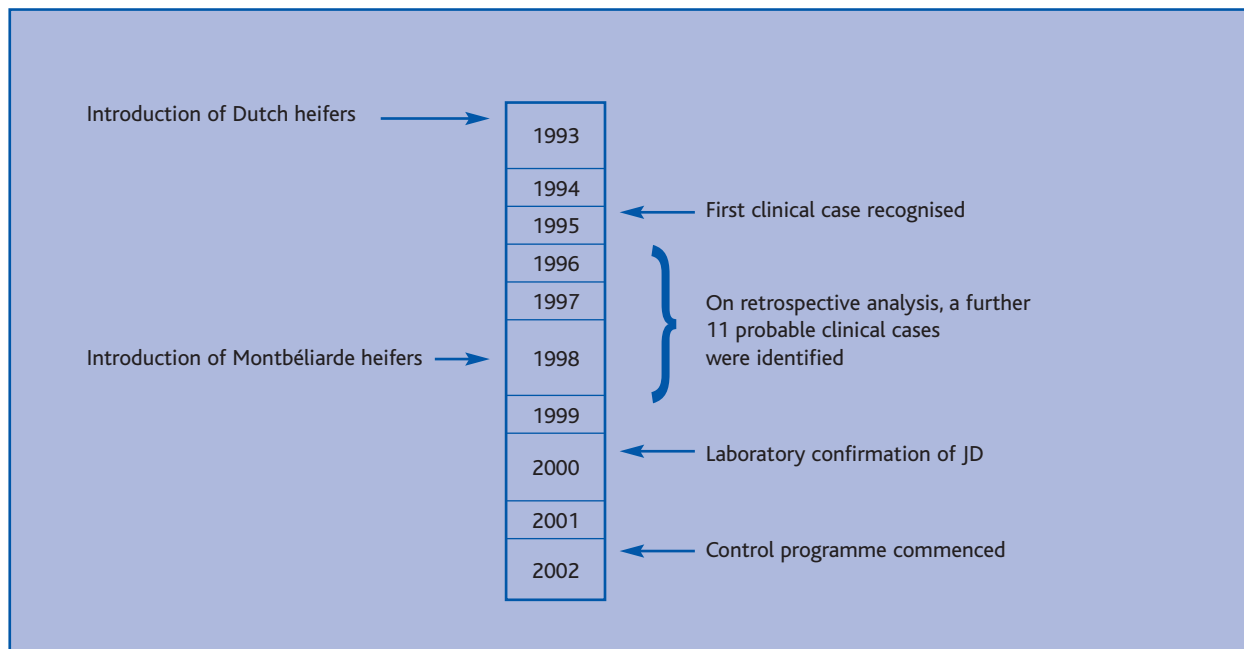 Introduction of Dutch heifers
1993
1994
First clinical case recognised
1995
1996
1997
On retrospective analysis, a further
11 probable clinical cases
were identified
Introduction of Montbéliarde heifers
1998
1999
Laboratory confirmation of JD
2000
2001
Control programme commenced
2002